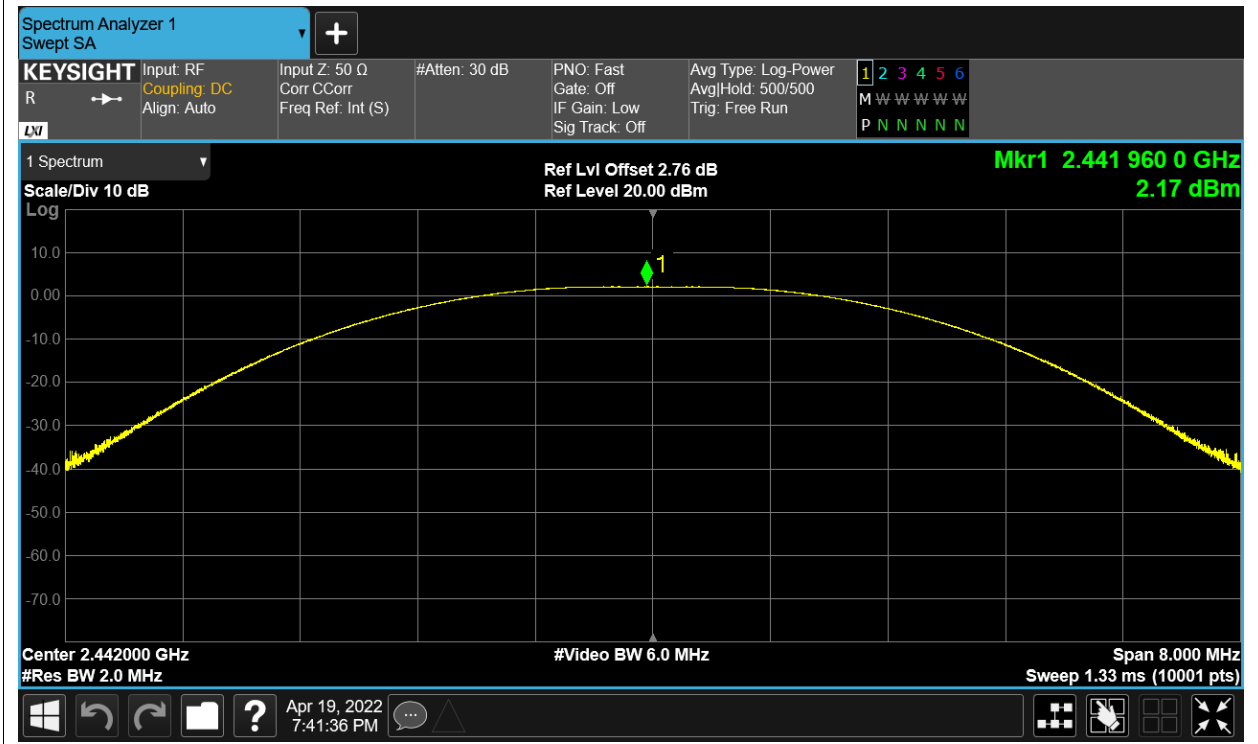 Spectrum Analyzer 1
Swept SA
KEYSIGHT
R
LXI
Input: RF
Coupling: DC
Align: Auto
Input Z: 50 Ω
Corr CCorr
Freq Ref: Int (S)
#Atten: 30 dB
PNO: Fast
Gate: Off
IF Gain: Low
Sig Track: Off
Avg Type: Log-Power
Avg|Hold: 500/500
Trig: Free Run
1 2 3 4 5 6
M W W W W W
P N N N N N
1 Spectrum
Scale/Div 10 dB
Log
Ref Lvl Offset 2.76 dB
Ref Level 20.00 dBm
Mkr1 2.441 960 0 GHz
2.17 dBm
10.0
1
0.00
-10.0
-20.0
-30.0
-40.0
-50.0
-60.0
-70.0
Center 2.442000 GHz
#Res BW 2.0 MHz
#Video BW 6.0 MHz
Span 8.000 MHz
Sweep 1.33 ms (10001 pts)
?
Apr 19, 2022
7:41:36 PM